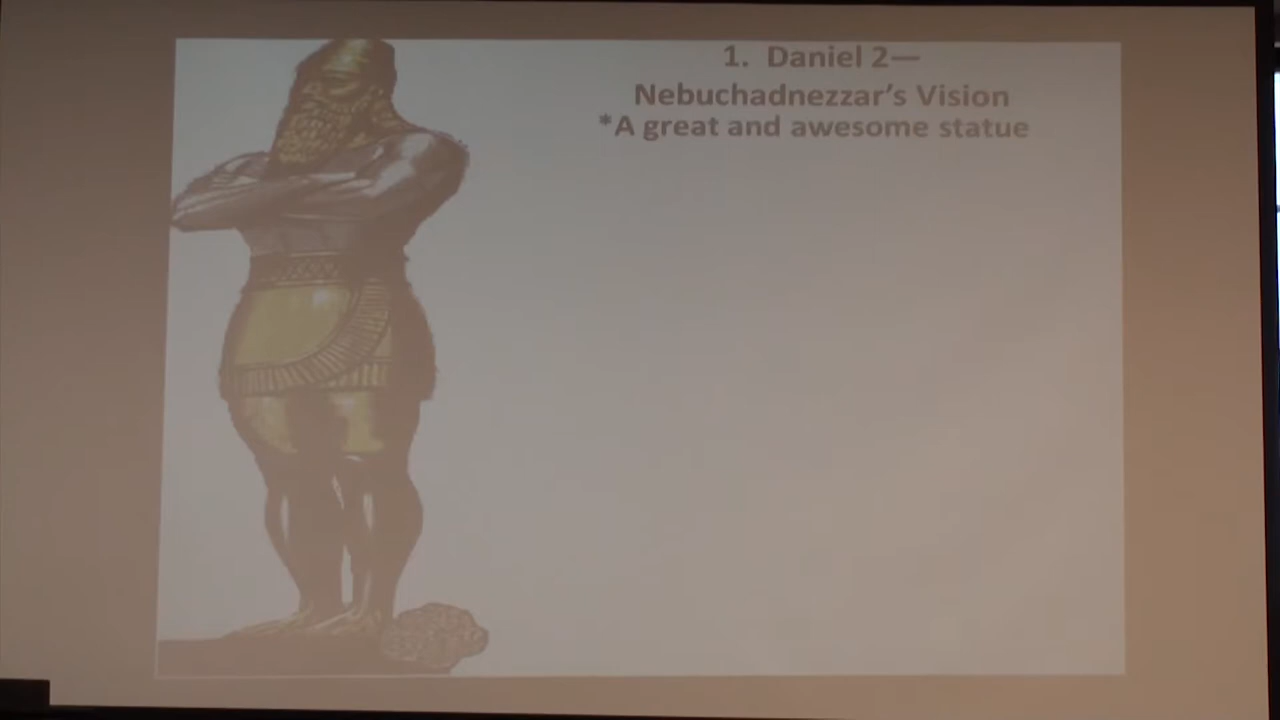 1. Daniel 2—
Nebuchadnezzar's Vision
*A great and awesome statue